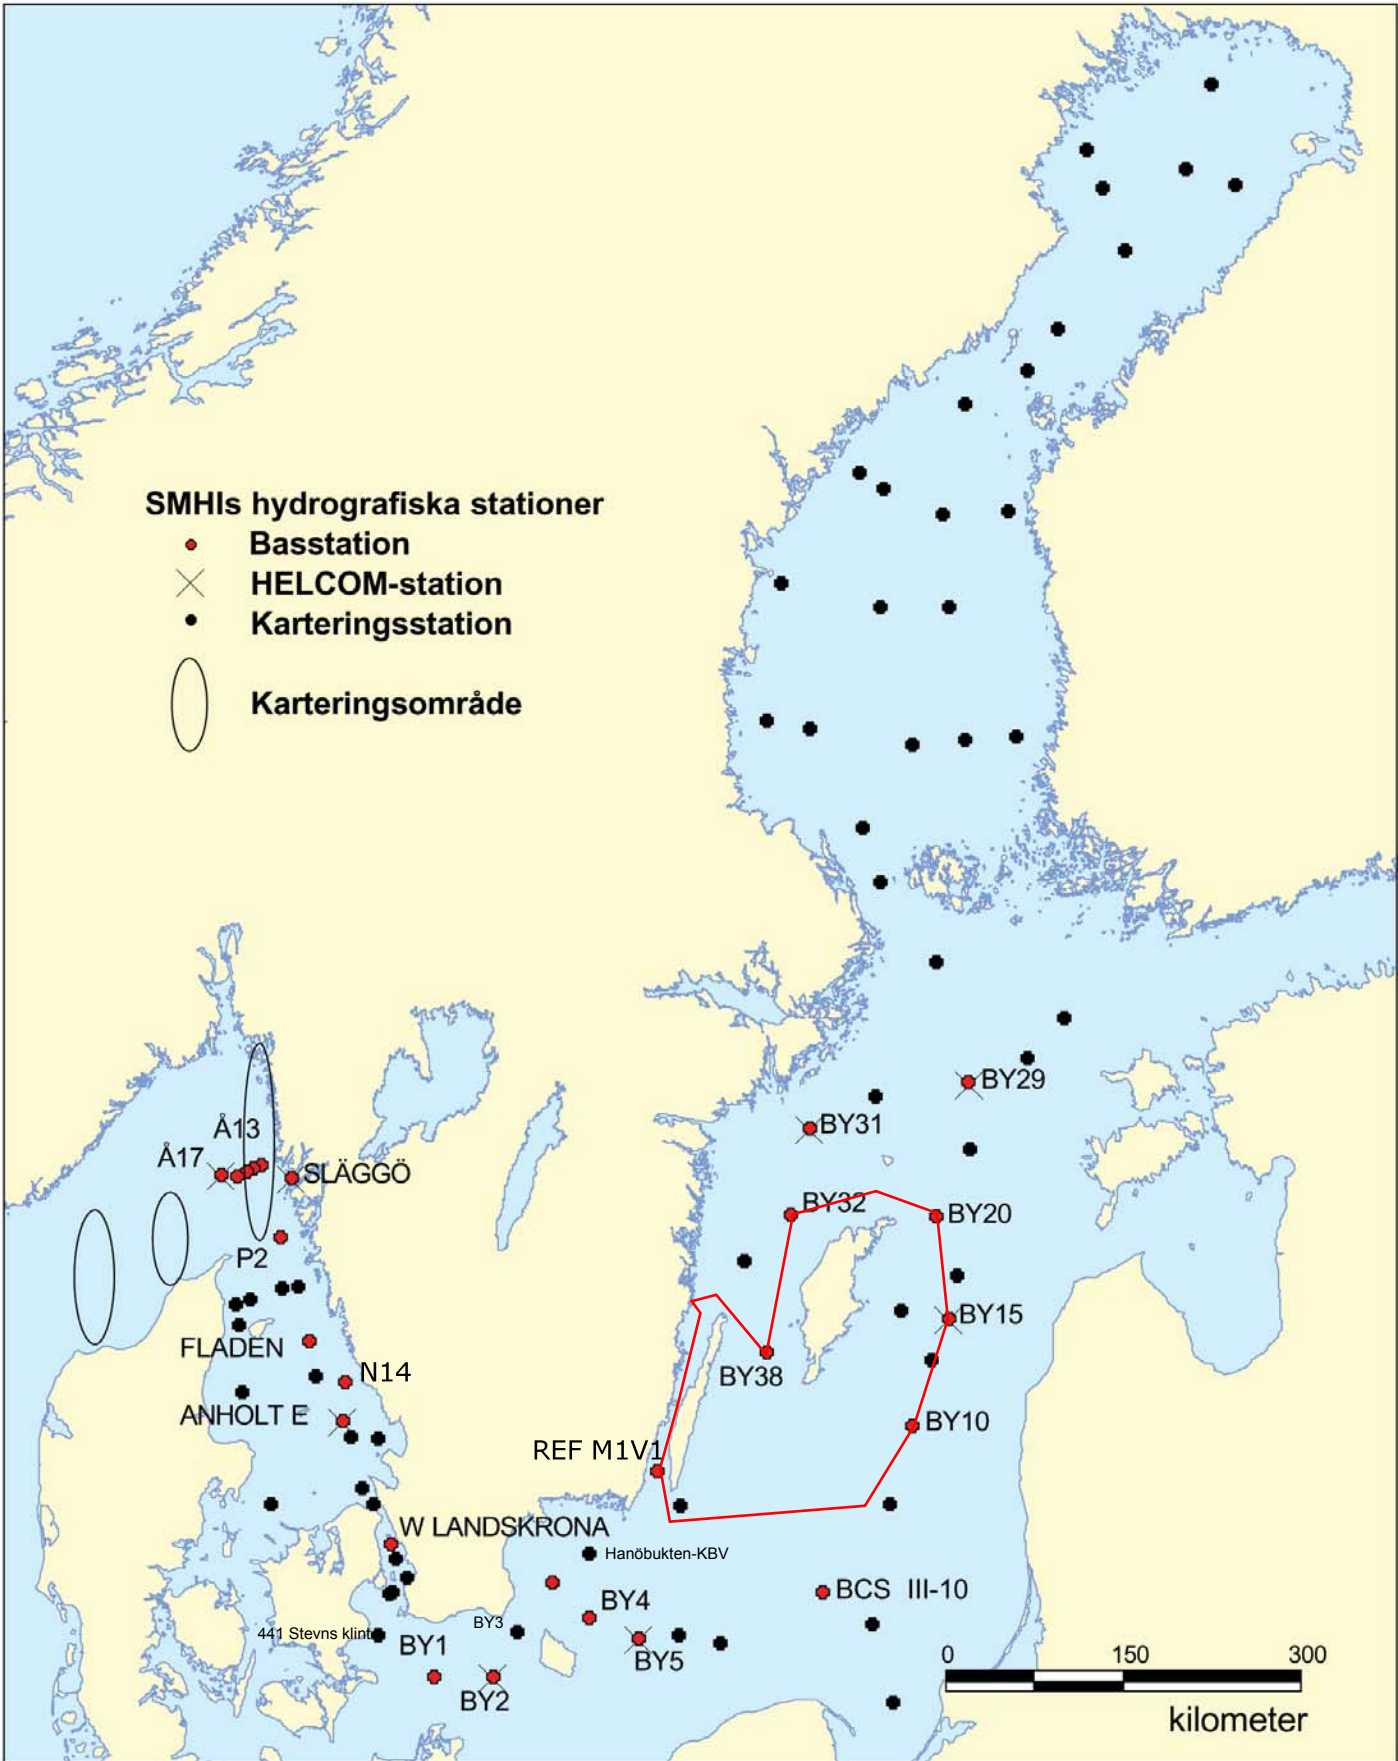 SMHIs hydrografiska stationer
Basstation
HELCOM-station
Karteringsstation
Karteringsområde
BY29
BY31
Å13
Å17
SLÄGGÖ
BY32
BY20
P2
BY15
FLADEN
N14
BY38
ANHOLT E
BY10
REF M1V1
W LANDSKRONA
Hanöbukten-KBV
BCS III-10
BY4
BY3
441 Stevns klint
BY1
BY5
BY2
0 150 300
kilometer